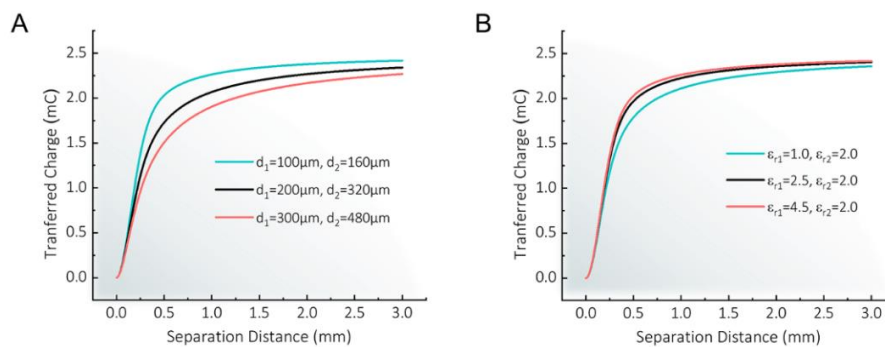 A
Tranferred Charge (mC)
2.5
2.0
1.5
1.0
0.5
0.0
d₁=100μm, d₂=160μm
d₁=200μm, d₂=320μm
d₁=300μm, d₂=480μm
0.0 0.5 1.0 1.5 2.0 2.5 3.0
Separation Distance (mm)
B
Tranferred Charge (mC)
2.5
2.0
1.5
1.0
0.5
0.0
εr1=1.0, εr2=2.0
εr1=2.5, εr2=2.0
εr1=4.5, εr2=2.0
0.0 0.5 1.0 1.5 2.0 2.5 3.0
Separation Distance (mm)